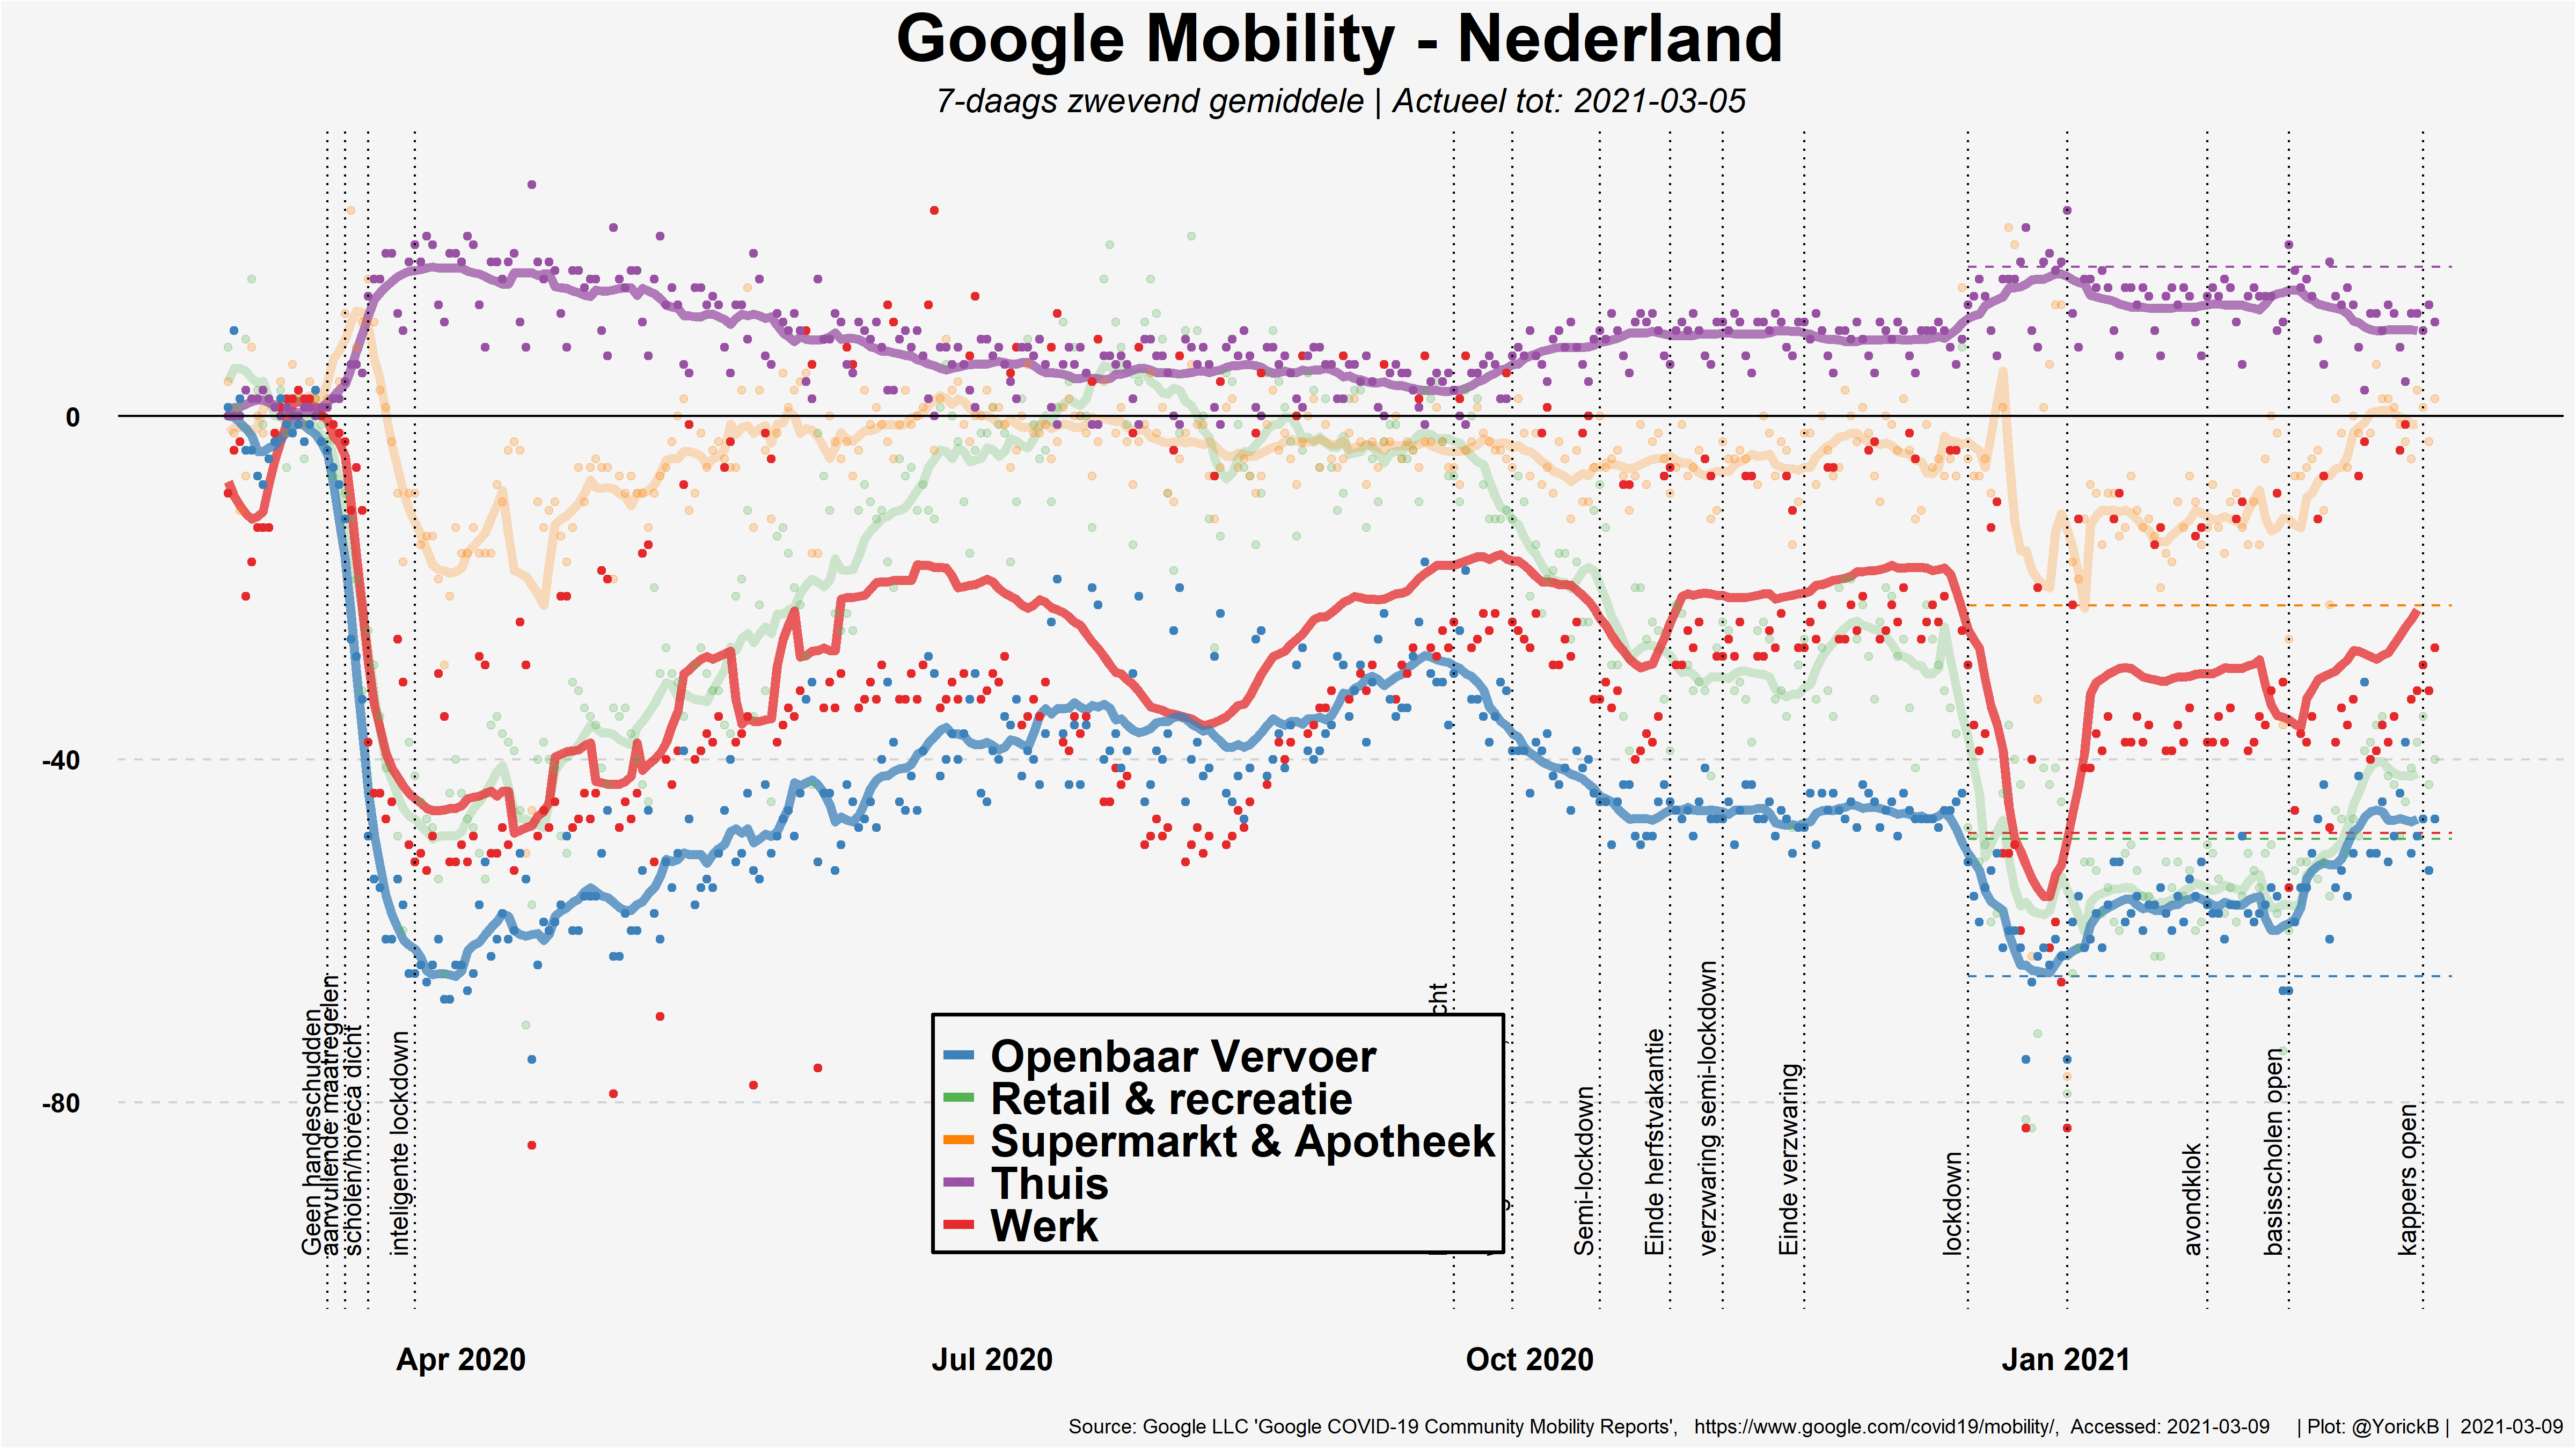 Google Mobility - Nederland
7-daags zwevend gemiddele | Actueel tot: 2021-03-05
0
-40
-80
Geen handeschudden
aanvullende maatregelen
scholen/horeca dicht
inteligente lockdown
cht
Semi-lockdown
Einde herfstvakantie
verzwaring semi-lockdown
Einde verzwaring
lockdown
avondklok
basisscholen open
kappers open
Openbaar Vervoer
Retail & recreatie
Supermarkt & Apotheek
Thuis
Werk
Apr 2020
Jul 2020
Oct 2020
Jan 2021
Source: Google LLC 'Google COVID-19 Community Mobility Reports', https://www.google.com/covid19/mobility/, Accessed: 2021-03-09 | Plot: @YorickB | 2021-03-09